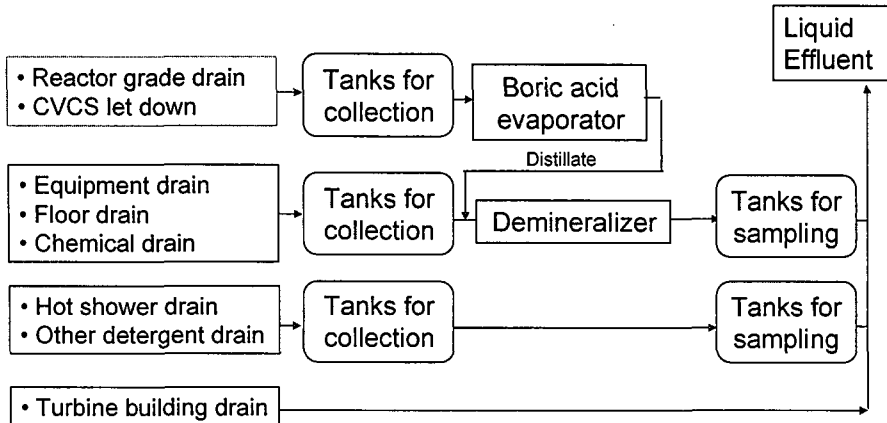 Liquid
Effluent
• Reactor grade drain
• CVCS let down
Tanks for
collection
Boric acid
evaporator
Distillate
• Equipment drain
• Floor drain
• Chemical drain
Tanks for
collection
Demineralizer
Tanks for
sampling
• Hot shower drain
• Other detergent drain
Tanks for
collection
Tanks for
sampling
• Turbine building drain